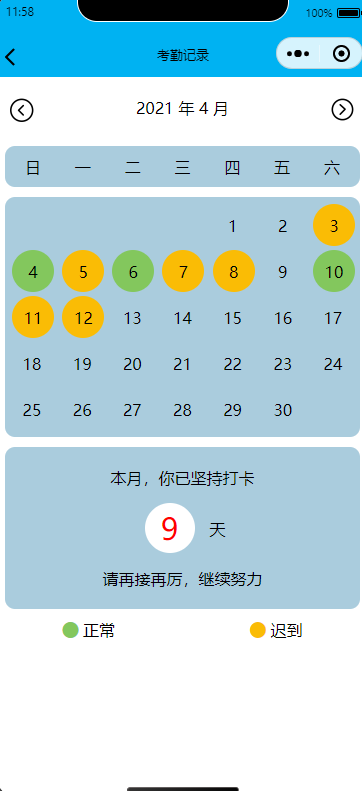 11:58 100%
考勤记录
2021 年 4 月
日 一 二 三 四 五 六
1 2 3
4 5 6 7 8 9 10
11 12 13 14 15 16 17
18 19 20 21 22 23 24
25 26 27 28 29 30
本月，你已坚持打卡
9 天
请再接再厉，继续努力
正常 迟到